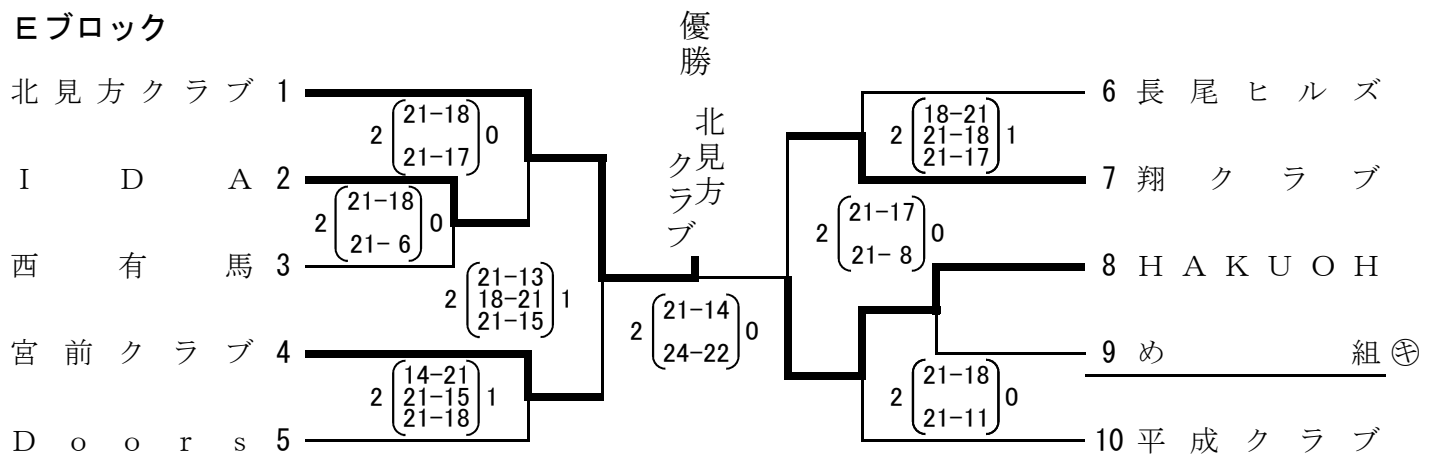 Eブロック
優勝 北見方クラブ
北見方クラブ 1
2 21-18 0
21-17
IDA 2
2 21-18 0
21- 6
西有馬 3
2 21-13 1
18-21
21-15
宮前クラブ 4
2 14-21 1
21-15
21-18
Doors 5
2 21-14 0
24-22
6 長尾ヒルズ
2 18-21 1
21-18
21-17
7 翔クラブ
2 21-17 0
21- 8
8 HAKUOH
9 め組 ㋖
2 21-18 0
21-11
10 平成クラブ